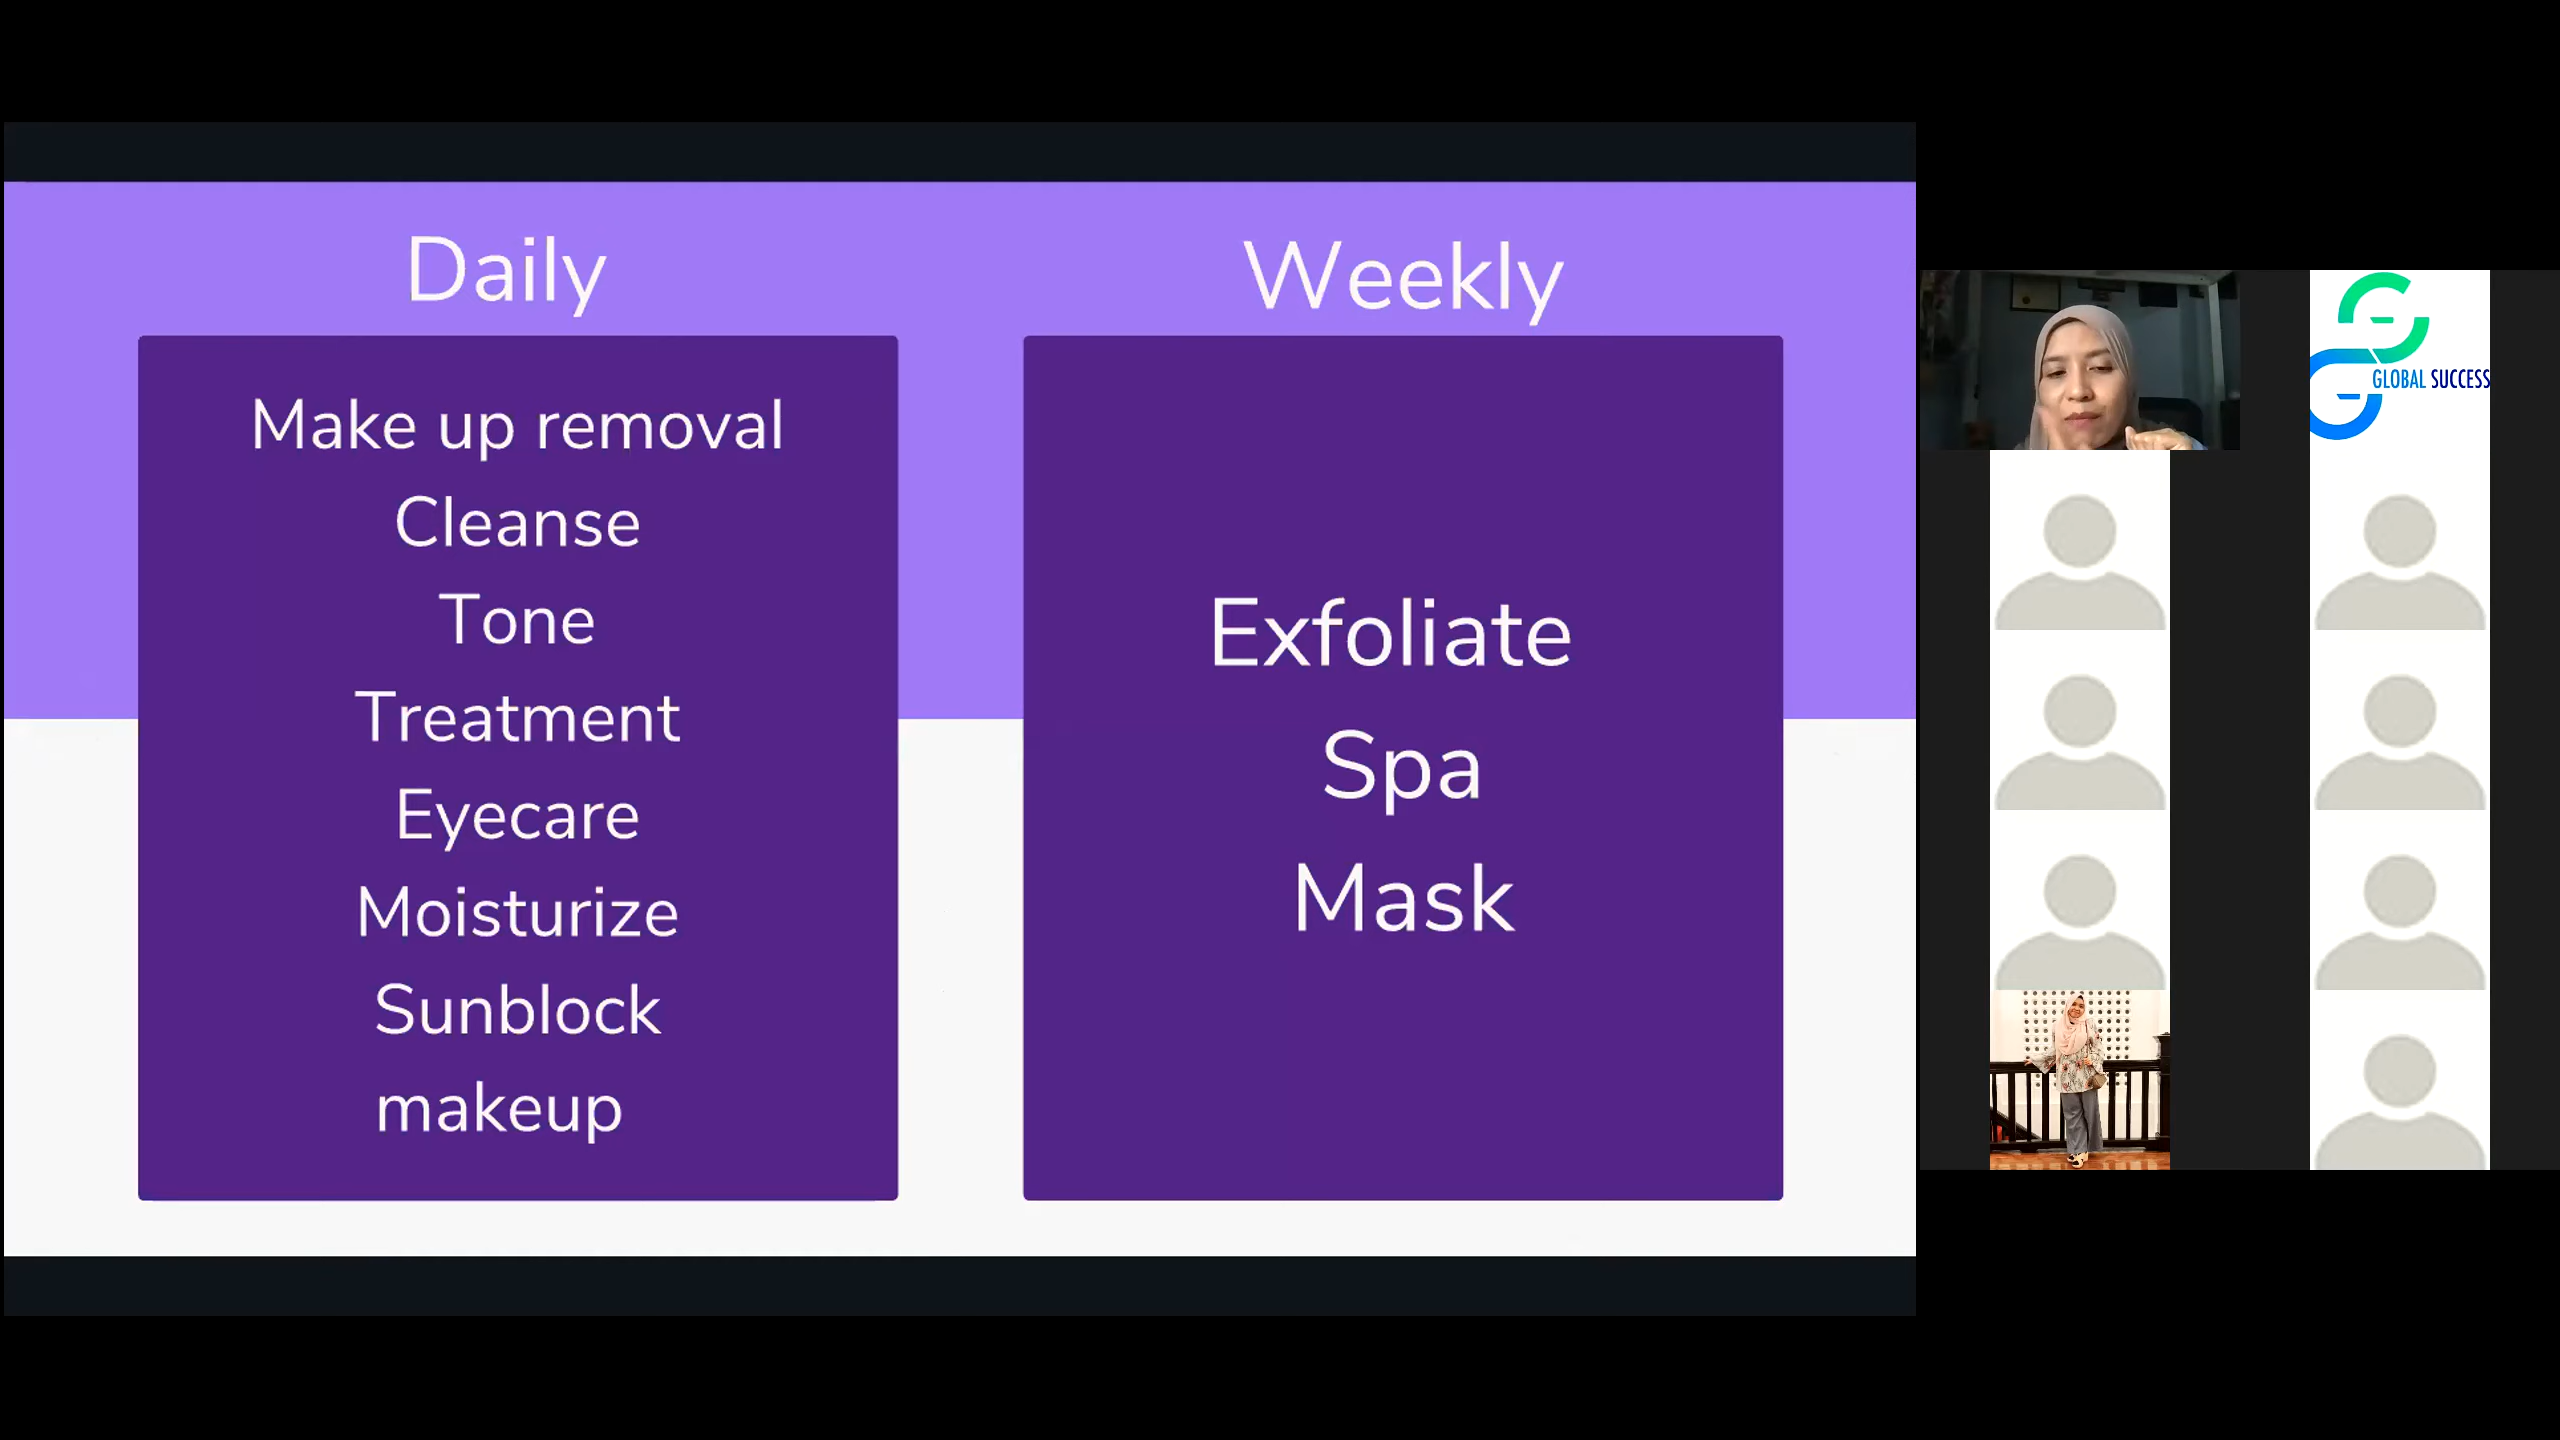 Daily
Make up removal
Cleanse
Tone
Treatment
Eyecare
Moisturize
Sunblock
makeup
Weekly
Exfoliate
Spa
Mask
GLOBAL SUCCESS